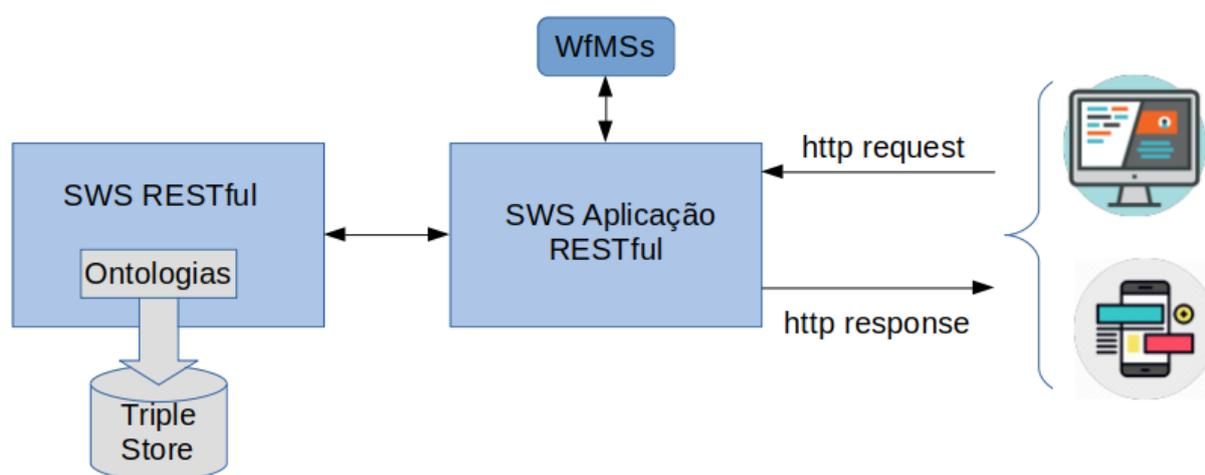 WfMSs
http request
SWS RESTful
SWS Aplicação
RESTful
Ontologias
http response
Triple
Store